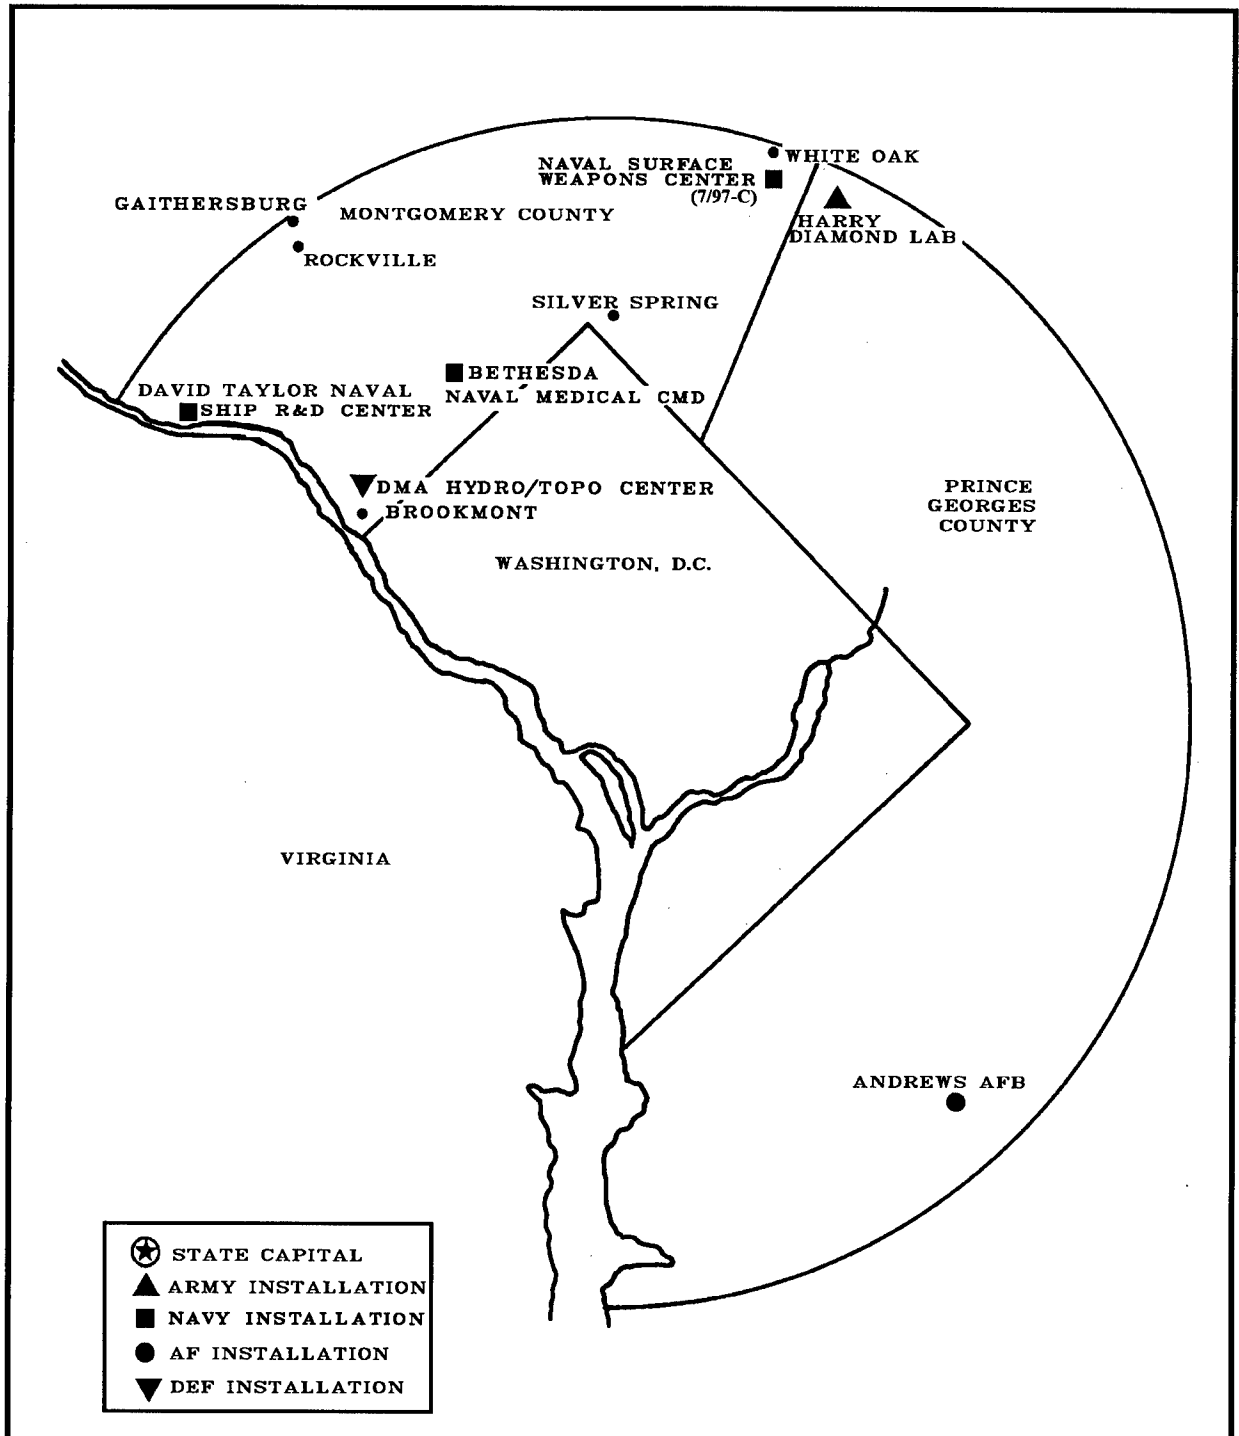 WHITE OAK
NAVAL SURFACE
WEAPONS CENTER
(7/97-C)
GAITHERSBURG
MONTGOMERY COUNTY
HARRY
DIAMOND LAB
ROCKVILLE
SILVER SPRING
BETHESDA
NAVAL MEDICAL CMD
DAVID TAYLOR NAVAL
SHIP R&D CENTER
DMA HYDRO/TOPO CENTER
BROOKMONT
PRINCE
GEORGES
COUNTY
WASHINGTON, D.C.
VIRGINIA
ANDREWS AFB
STATE CAPITAL
ARMY INSTALLATION
NAVY INSTALLATION
AF INSTALLATION
DEF INSTALLATION